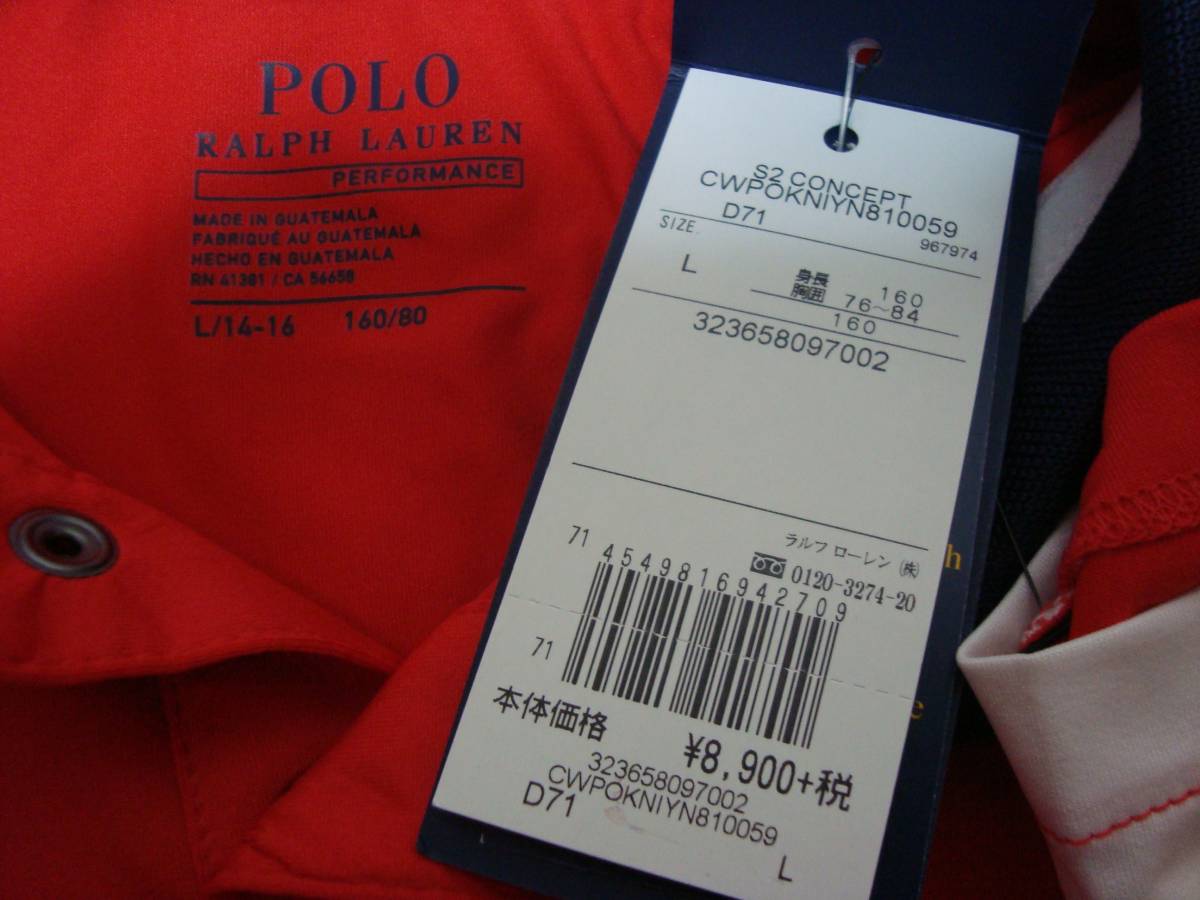 POLO
RALPH LAUREN
PERFORMANCE
MADE IN GUATEMALA
FABRIQUÉ AU GUATEMALA
HECHO EN GUATEMALA
RN 41381 / CA 56658
L/14-16 160/80
S2 CONCEPT
CWPOKNIYN810059
D71
967974
SIZE
L
身長 160
胸囲 76～84
160
323658097002
ラルフ ローレン (株)
0120-3274-20
71
4549816942709
71
本体価格
¥8,900+税
323658097002
CWPOKNIYN810059
D71
L
h
e